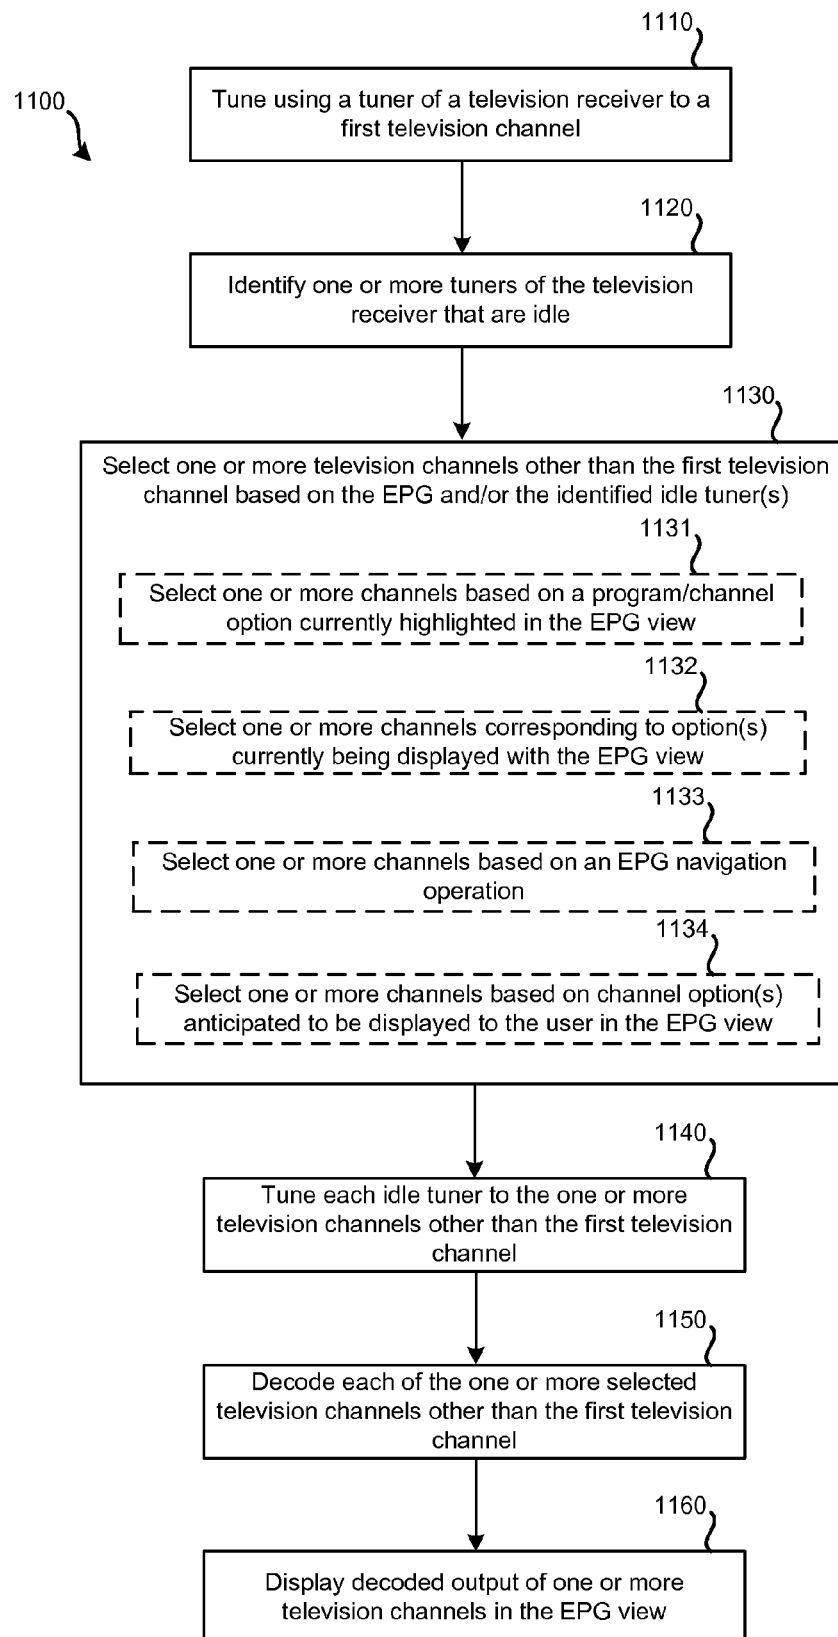 1110
1100
Tune using a tuner of a television receiver to a
first television channel
1120
Identify one or more tuners of the television
receiver that are idle
1130
Select one or more television channels other than the first television
channel based on the EPG and/or the identified idle tuner(s)
1131
Select one or more channels based on a program/channel
option currently highlighted in the EPG view
1132
Select one or more channels corresponding to option(s)
currently being displayed with the EPG view
1133
Select one or more channels based on an EPG navigation
operation
1134
Select one or more channels based on channel option(s)
anticipated to be displayed to the user in the EPG view
1140
Tune each idle tuner to the one or more
television channels other than the first television
channel
1150
Decode each of the one or more selected
television channels other than the first television
channel
1160
Display decoded output of one or more
television channels in the EPG view